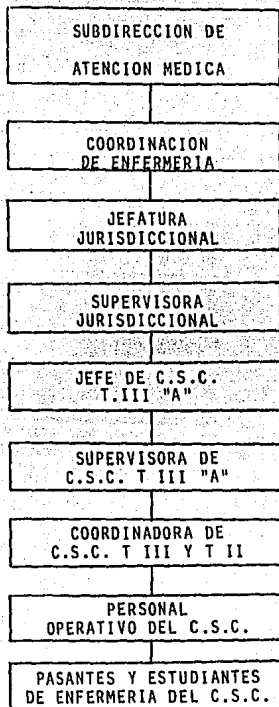 SUBDIRECCION DE
ATENCION MEDICA
COORDINACION
DE ENFERMERIA
JEFATURA
JURISDICCIONAL
SUPERVISORA
JURISDICCIONAL
JEFE DE C.S.C.
T.III "A"
SUPERVISORA DE
C.S.C. T III "A"
COORDINADORA DE
C.S.C. T III Y T II
PERSONAL
OPERATIVO DEL C.S.C.
PASANTES Y ESTUDIANTES
DE ENFERMERIA DEL C.S.C.